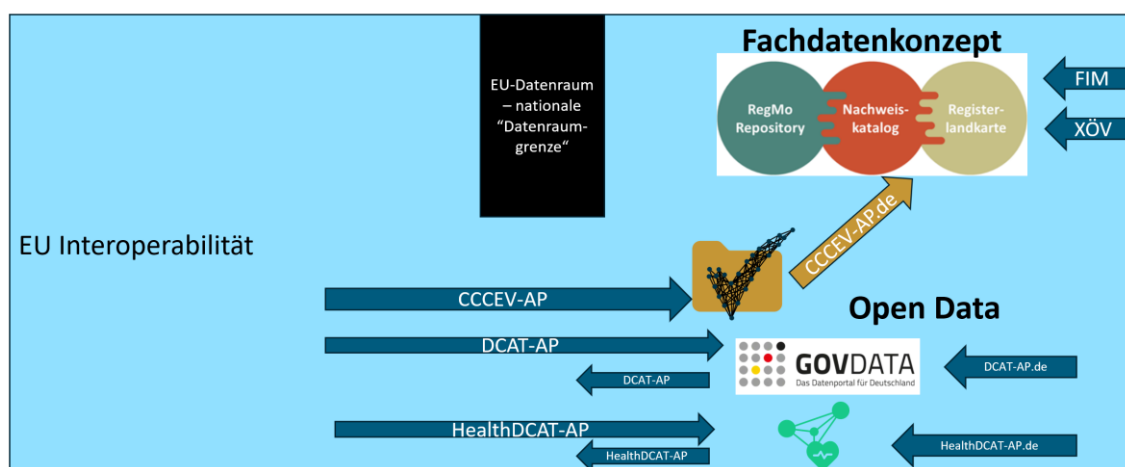 Fachdatenkonzept
EU-Datenraum
– nationale
“Datenraum-
grenze“
RegMo
Repository
Nachweis-
katalog
Register-
landkarte
FIM
XÖV
EU Interoperabilität
CCCEV-AP.de
CCCEV-AP
Open Data
DCAT-AP
GOVDATA
Das Datenportal für Deutschland
DCAT-AP.de
DCAT-AP
HealthDCAT-AP
HealthDCAT-AP.de
HealthDCAT-AP